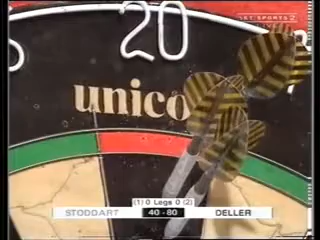 SKY SPORTS 2
20
unico
(1) 0 Legs 0 (2)
STODDART 40-80 DELLER